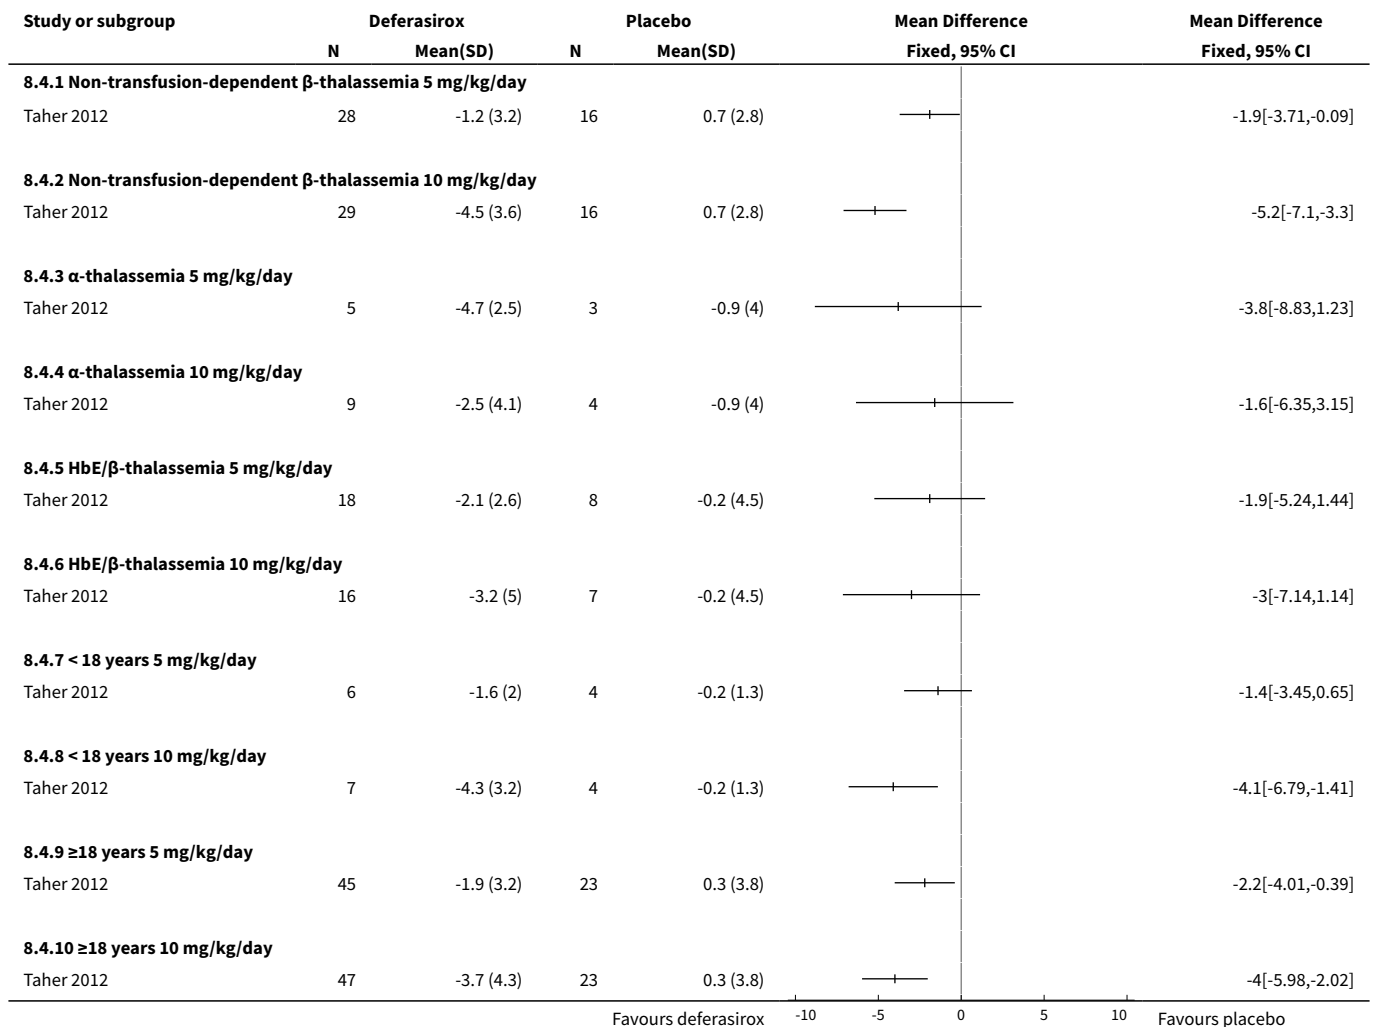 Study or subgroup Deferasirox Placebo Mean Difference Mean Difference
N Mean(SD) N Mean(SD) Fixed, 95% CI Fixed, 95% CI
8.4.1 Non-transfusion-dependent β-thalassemia 5 mg/kg/day
Taher 2012 28 -1.2 (3.2) 16 0.7 (2.8) -1.9[-3.71,-0.09]
8.4.2 Non-transfusion-dependent β-thalassemia 10 mg/kg/day
Taher 2012 29 -4.5 (3.6) 16 0.7 (2.8) -5.2[-7.1,-3.3]
8.4.3 α-thalassemia 5 mg/kg/day
Taher 2012 5 -4.7 (2.5) 3 -0.9 (4) -3.8[-8.83,1.23]
8.4.4 α-thalassemia 10 mg/kg/day
Taher 2012 9 -2.5 (4.1) 4 -0.9 (4) -1.6[-6.35,3.15]
8.4.5 HbE/β-thalassemia 5 mg/kg/day
Taher 2012 18 -2.1 (2.6) 8 -0.2 (4.5) -1.9[-5.24,1.44]
8.4.6 HbE/β-thalassemia 10 mg/kg/day
Taher 2012 16 -3.2 (5) 7 -0.2 (4.5) -3[-7.14,1.14]
8.4.7 < 18 years 5 mg/kg/day
Taher 2012 6 -1.6 (2) 4 -0.2 (1.3) -1.4[-3.45,0.65]
8.4.8 < 18 years 10 mg/kg/day
Taher 2012 7 -4.3 (3.2) 4 -0.2 (1.3) -4.1[-6.79,-1.41]
8.4.9 ≥18 years 5 mg/kg/day
Taher 2012 45 -1.9 (3.2) 23 0.3 (3.8) -2.2[-4.01,-0.39]
8.4.10 ≥18 years 10 mg/kg/day
Taher 2012 47 -3.7 (4.3) 23 0.3 (3.8) -4[-5.98,-2.02]
Favours deferasirox -10 -5 0 5 10 Favours placebo